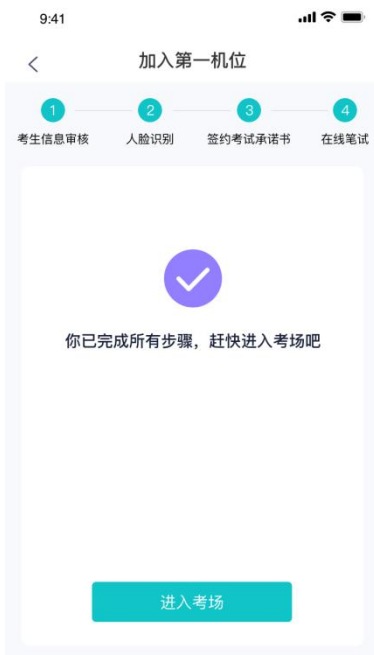 9:41
加入第一机位
1 2 3 4
考生信息审核 人脸识别 签约考试承诺书 在线笔试
你已完成所有步骤，赶快进入考场吧
进入考场